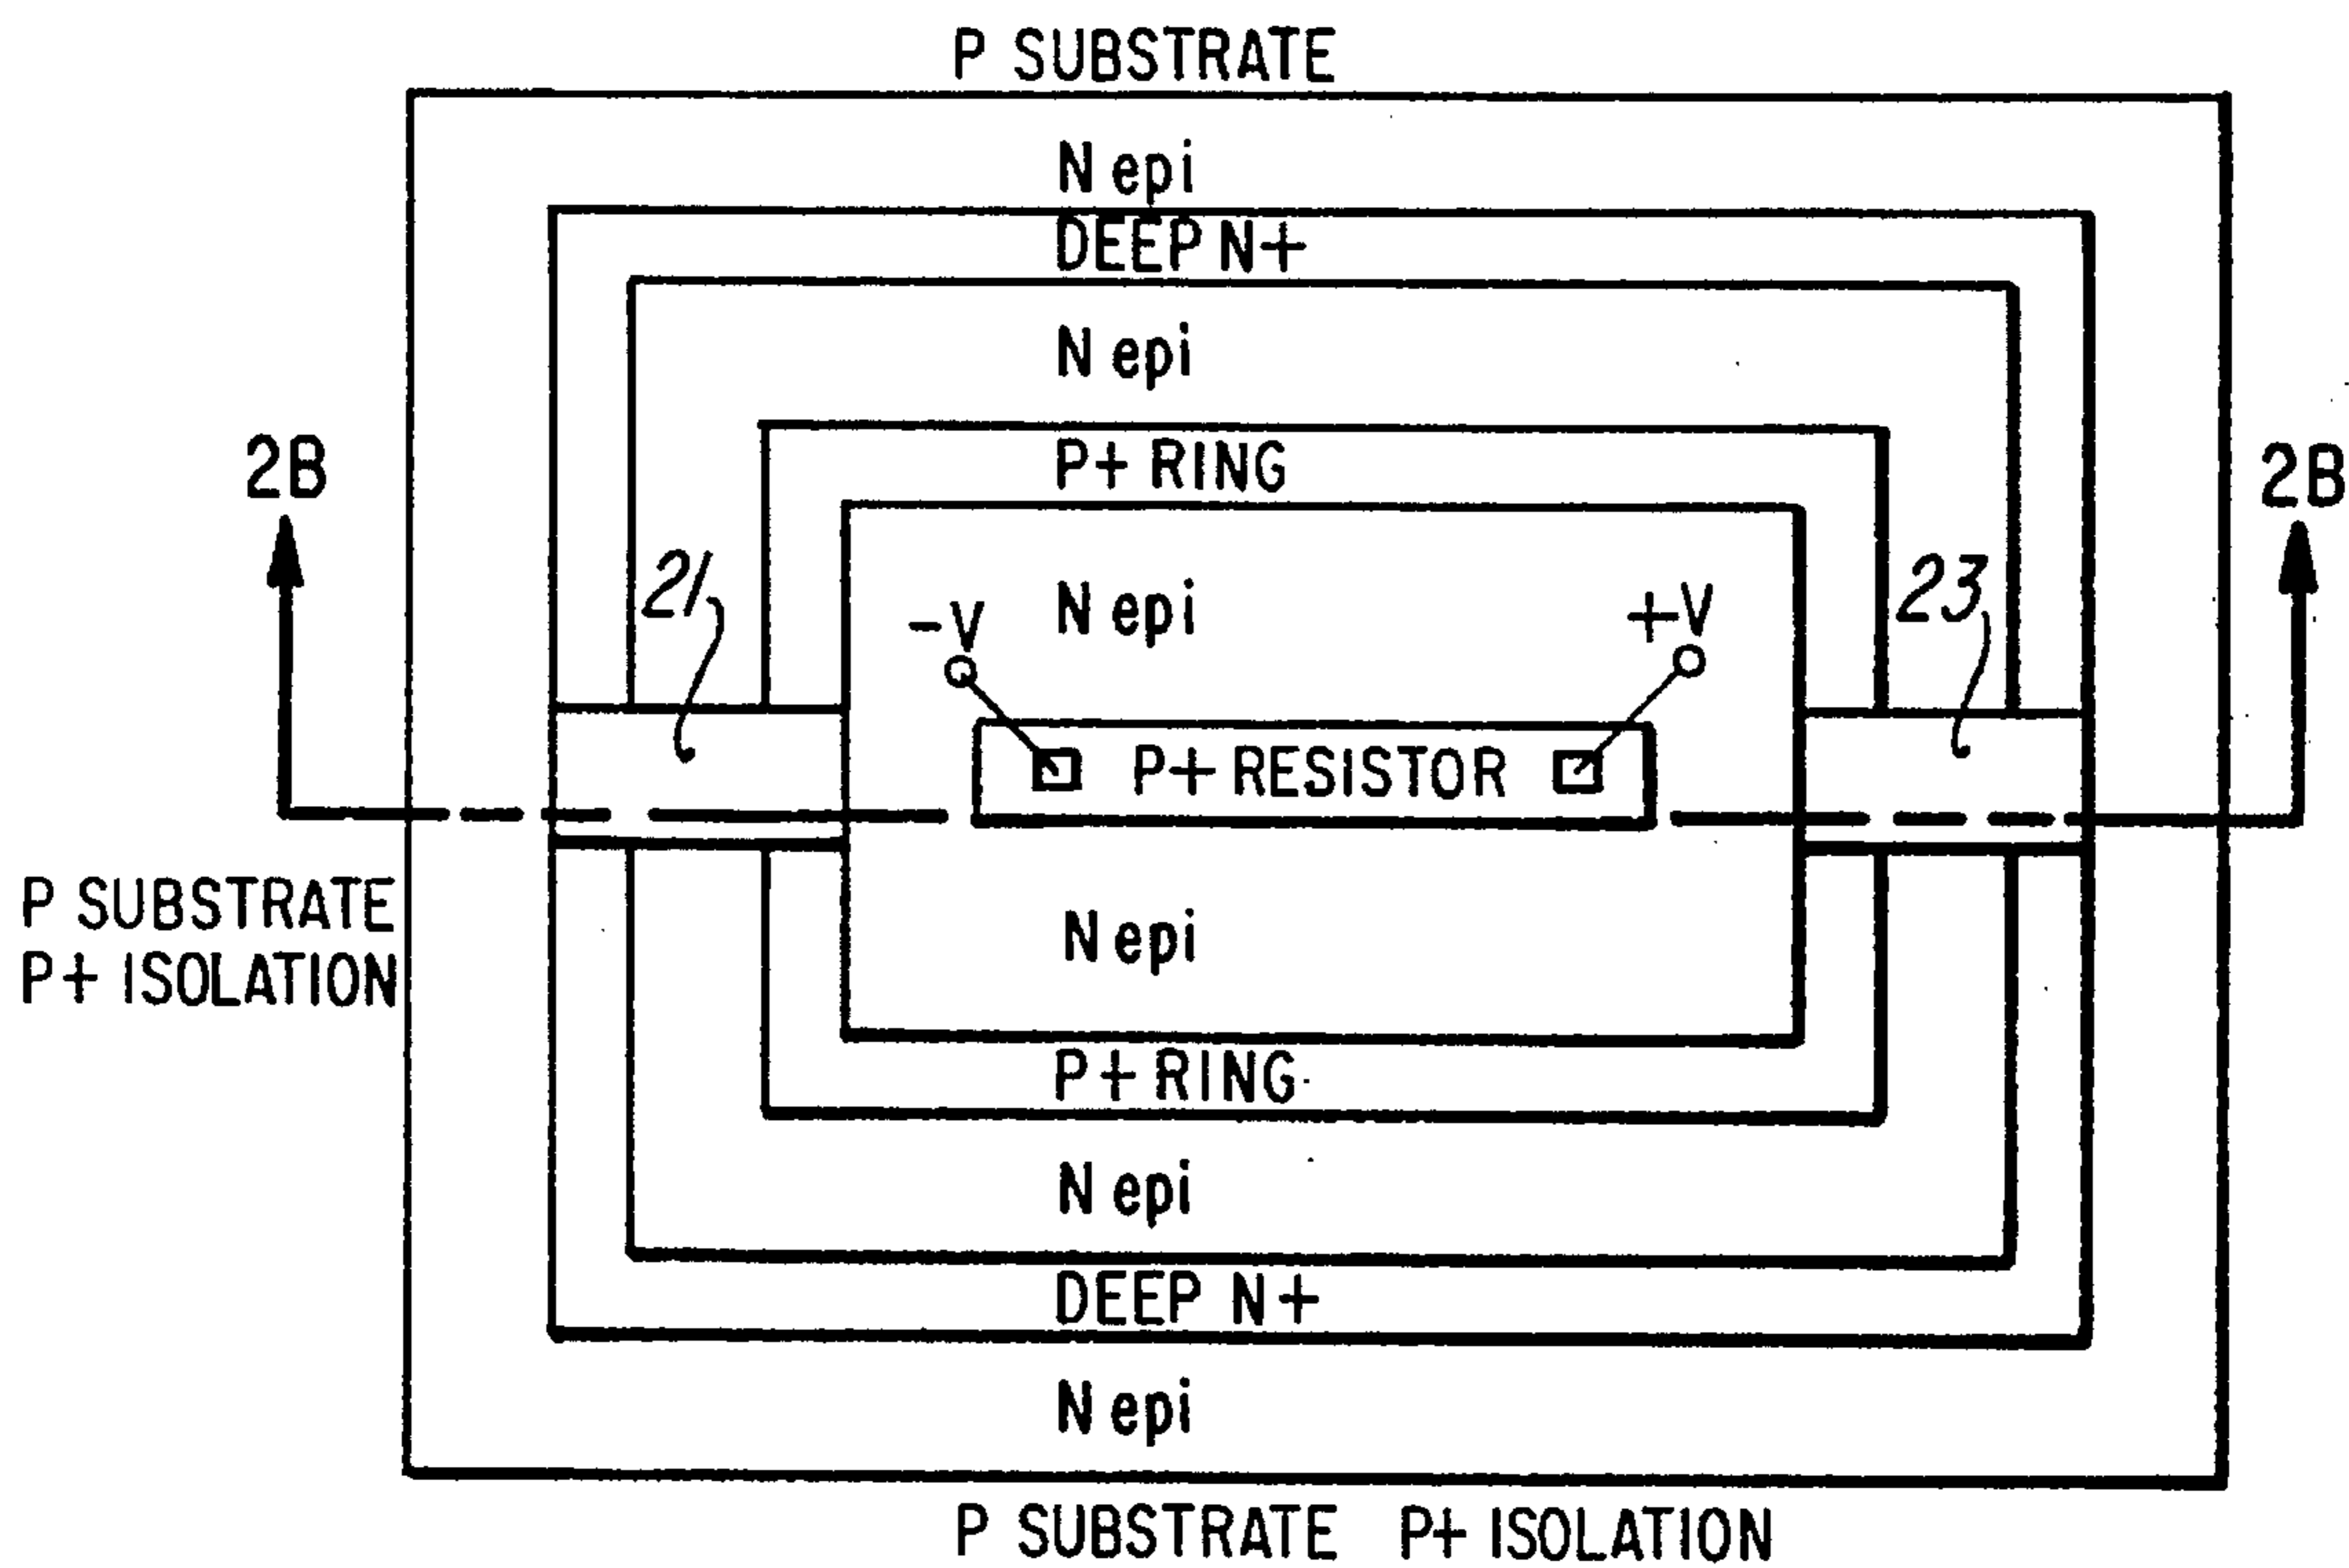 P SUBSTRATE
N epi
DEEP N+
N epi
P+ RING
2B
2B
21
23
N epi
-V
+V
P+ RESISTOR
P SUBSTRATE
P+ ISOLATION
N epi
P+ RING
N epi
DEEP N+
N epi
P SUBSTRATE P+ ISOLATION